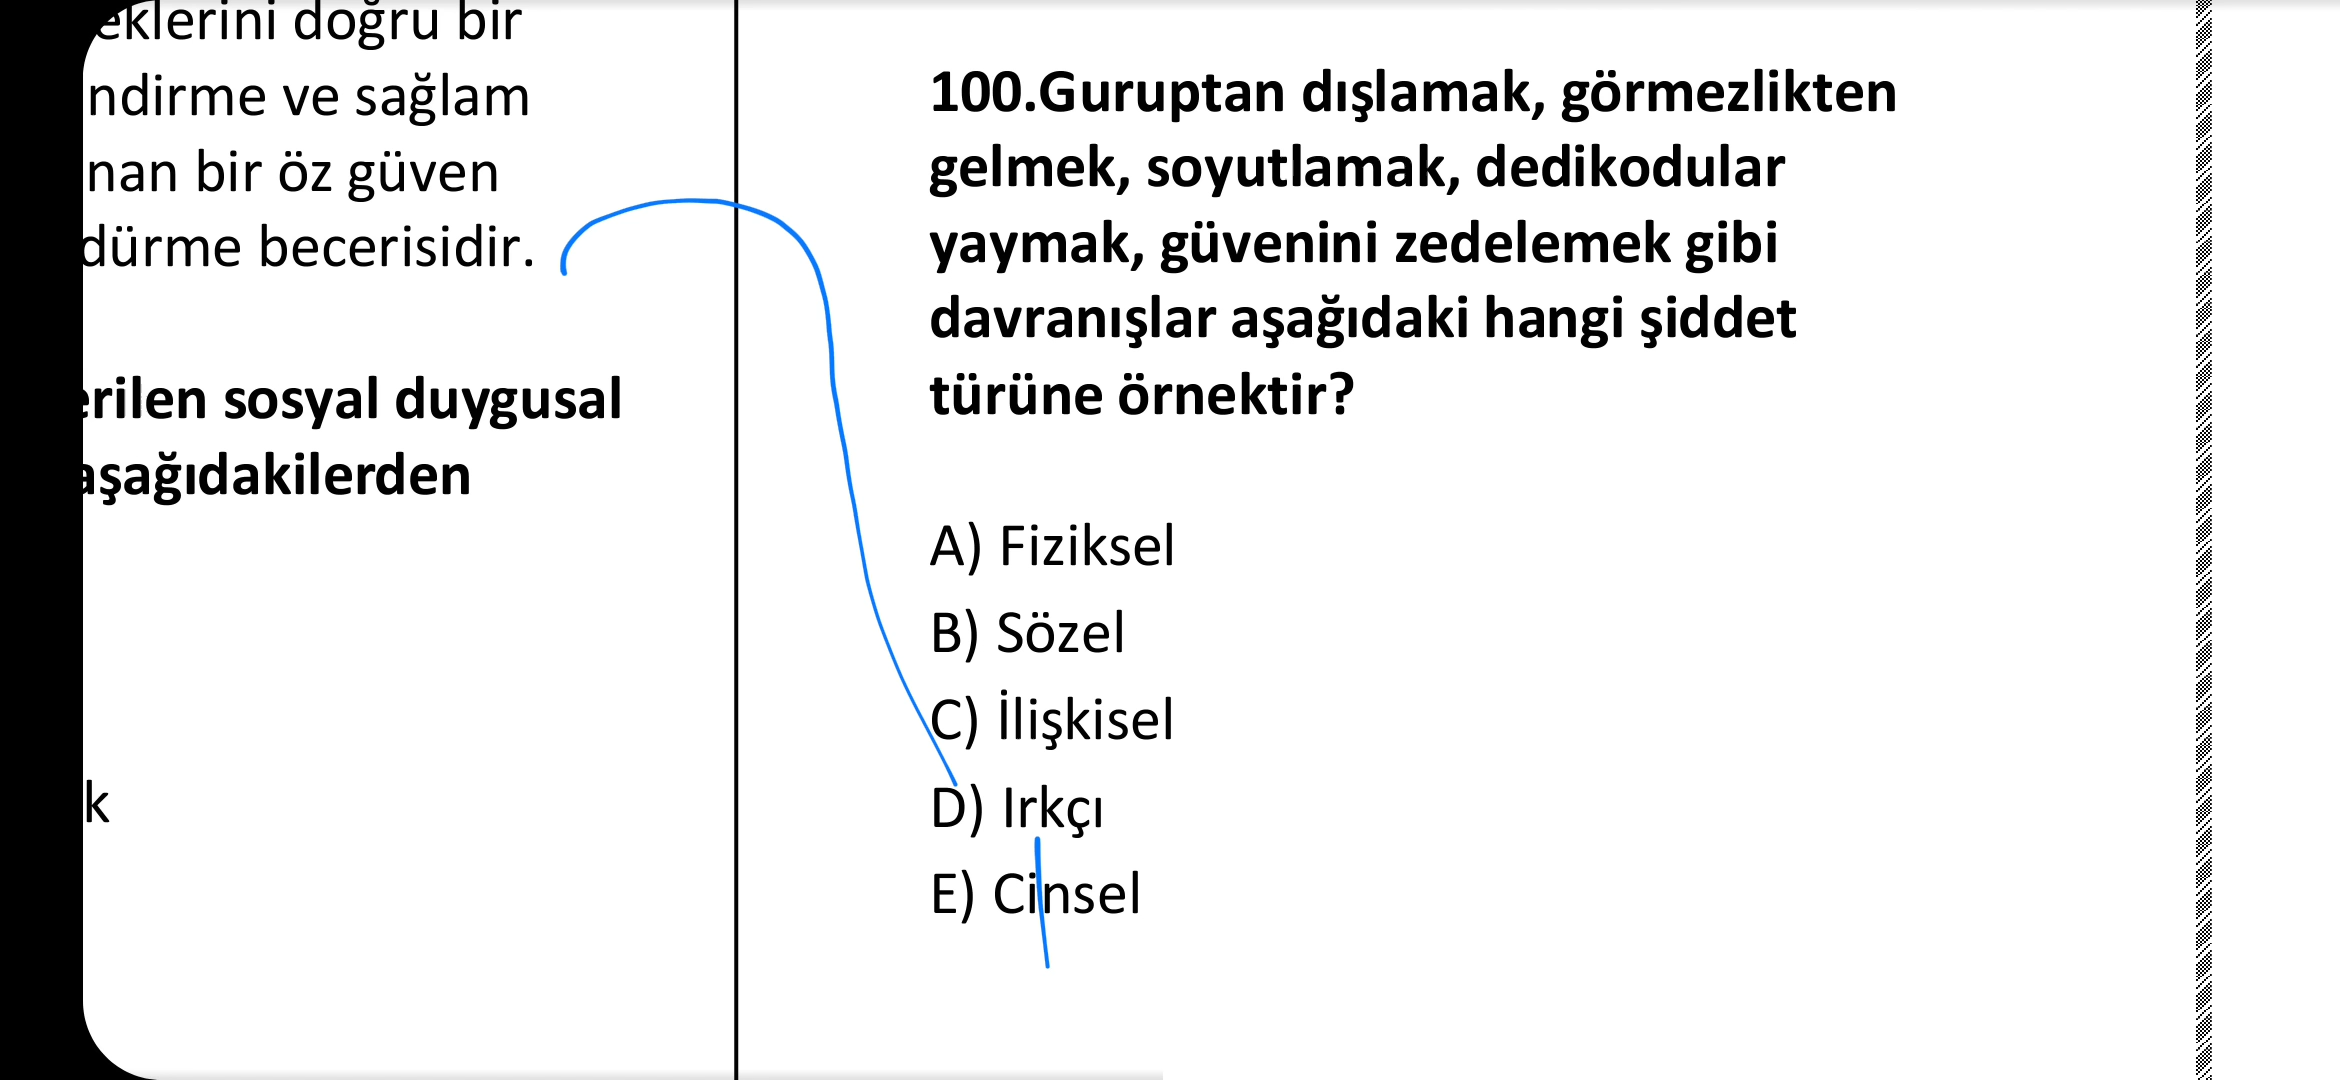 eklerini doğru bir
ndirme ve sağlam
nan bir öz güven
dürme becerisidir.
erilen sosyal duygusal
aşağıdakilerden
k
100.Guruptan dışlamak, görmezlikten
gelmek, soyutlamak, dedikodular
yaymak, güvenini zedelemek gibi
davranışlar aşağıdaki hangi şiddet
türüne örnektir?
A) Fiziksel
B) Sözel
C) İlişkisel
D) Irkçı
E) Cinsel